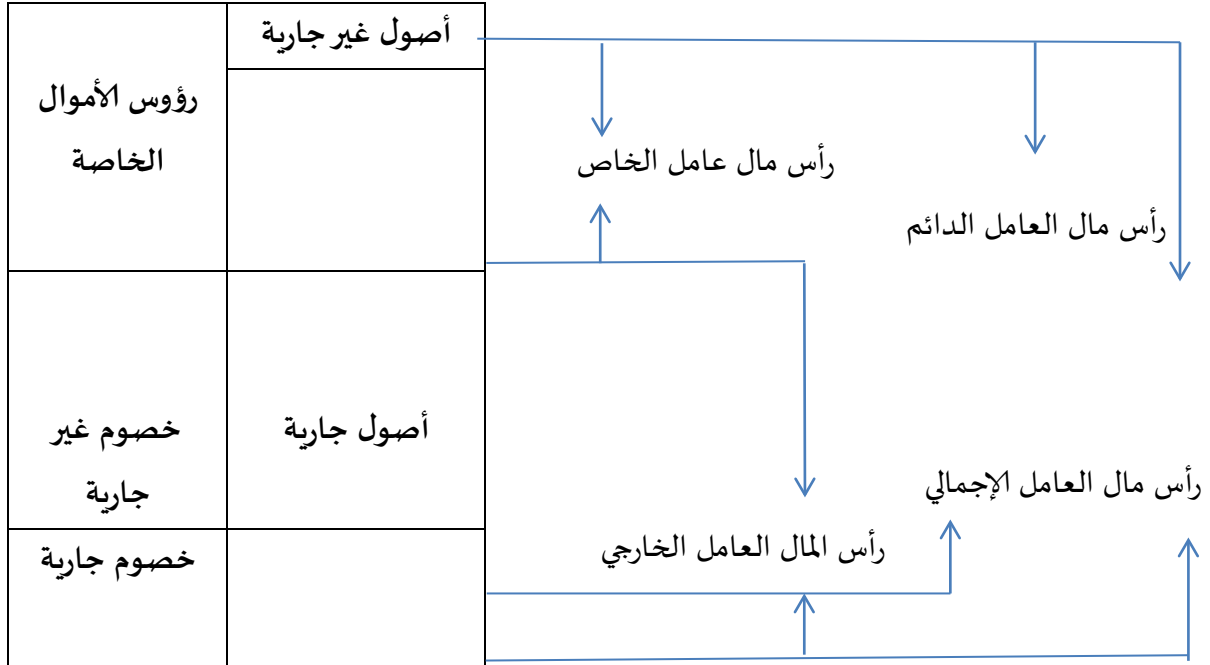 أصول غير جارية
رؤوس الأموال
الخاصة
رأس مال عامل الخاص
رأس مال العامل الدائم
أصول جارية
خصوم غير
جارية
رأس مال العامل الإجمالي
رأس المال العامل الخارجي
خصوم جارية